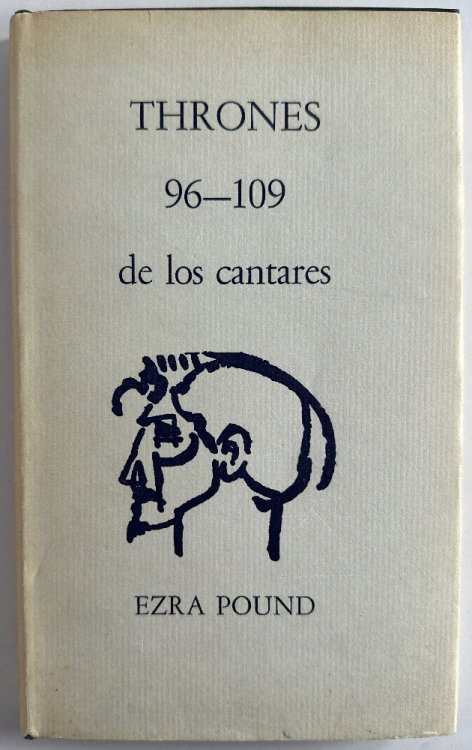 THRONES
96—109
de los cantares
EZRA POUND